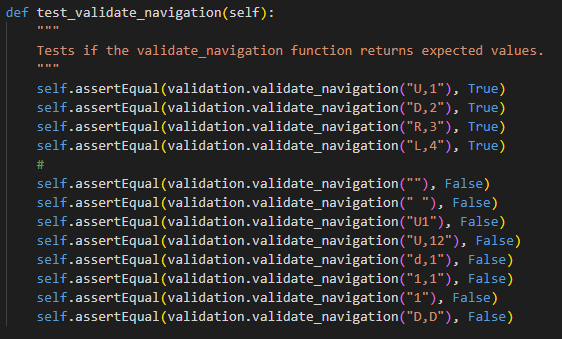 def test_validate_navigation(self):
"""
Tests if the validate_navigation function returns expected values.
"""
self.assertEqual(validation.validate_navigation("U,1"), True)
self.assertEqual(validation.validate_navigation("D,2"), True)
self.assertEqual(validation.validate_navigation("R,3"), True)
self.assertEqual(validation.validate_navigation("L,4"), True)
#
self.assertEqual(validation.validate_navigation(""), False)
self.assertEqual(validation.validate_navigation(" "), False)
self.assertEqual(validation.validate_navigation("U1"), False)
self.assertEqual(validation.validate_navigation("U,12"), False)
self.assertEqual(validation.validate_navigation("d,1"), False)
self.assertEqual(validation.validate_navigation("1,1"), False)
self.assertEqual(validation.validate_navigation("1"), False)
self.assertEqual(validation.validate_navigation("D,D"), False)